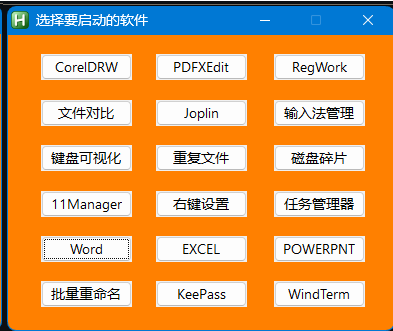 选择要启动的软件
CorelDRW PDFXEdit RegWork
文件对比 Joplin 输入法管理
键盘可视化 重复文件 磁盘碎片
11Manager 右键设置 任务管理器
Word EXCEL POWERPNT
批量重命名 KeePass WindTerm